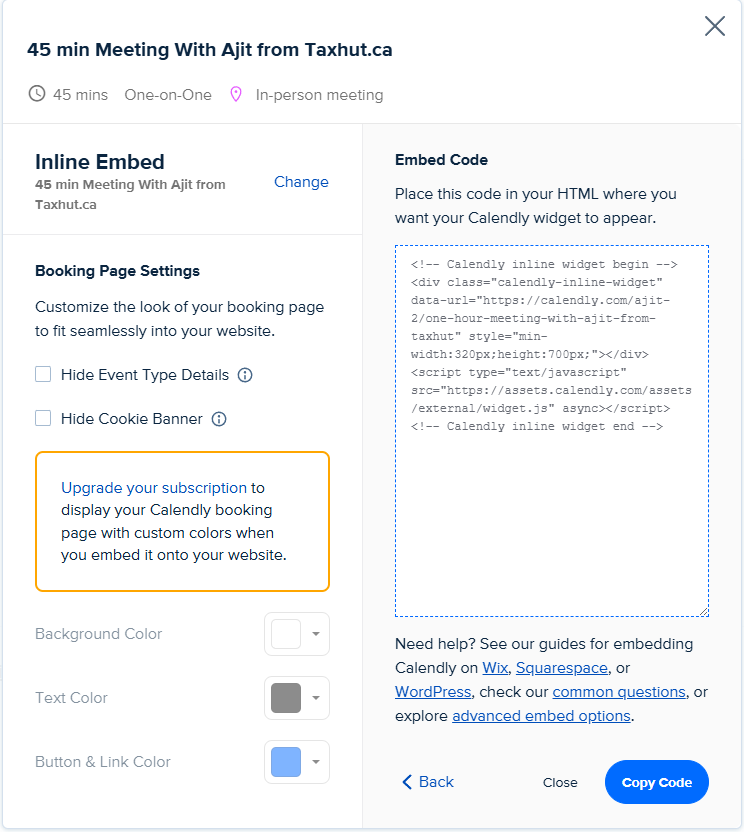 45 min Meeting With Ajit from Taxhut.ca
45 mins One-on-One In-person meeting
Inline Embed
45 min Meeting With Ajit from
Taxhut.ca
Change
Booking Page Settings
Customize the look of your booking page
to fit seamlessly into your website.
Hide Event Type Details
Hide Cookie Banner
Upgrade your subscription to
display your Calendly booking
page with custom colors when
you embed it onto your website.
Background Color
Text Color
Button & Link Color
Embed Code
Place this code in your HTML where you
want your Calendly widget to appear.
<!-- Calendly inline widget begin -->
<div class="calendly-inline-widget"
data-url="https://calendly.com/ajit-
2/one-hour-meeting-with-ajit-from-
taxhut" style="min-
width:320px;height:700px;"></div>
<script type="text/javascript"
src="https://assets.calendly.com/assets
/external/widget.js" async></script>
<!-- Calendly inline widget end -->
Need help? See our guides for embedding
Calendly on Wix, Squarespace, or
WordPress, check our common questions, or
explore advanced embed options.
Back Close Copy Code